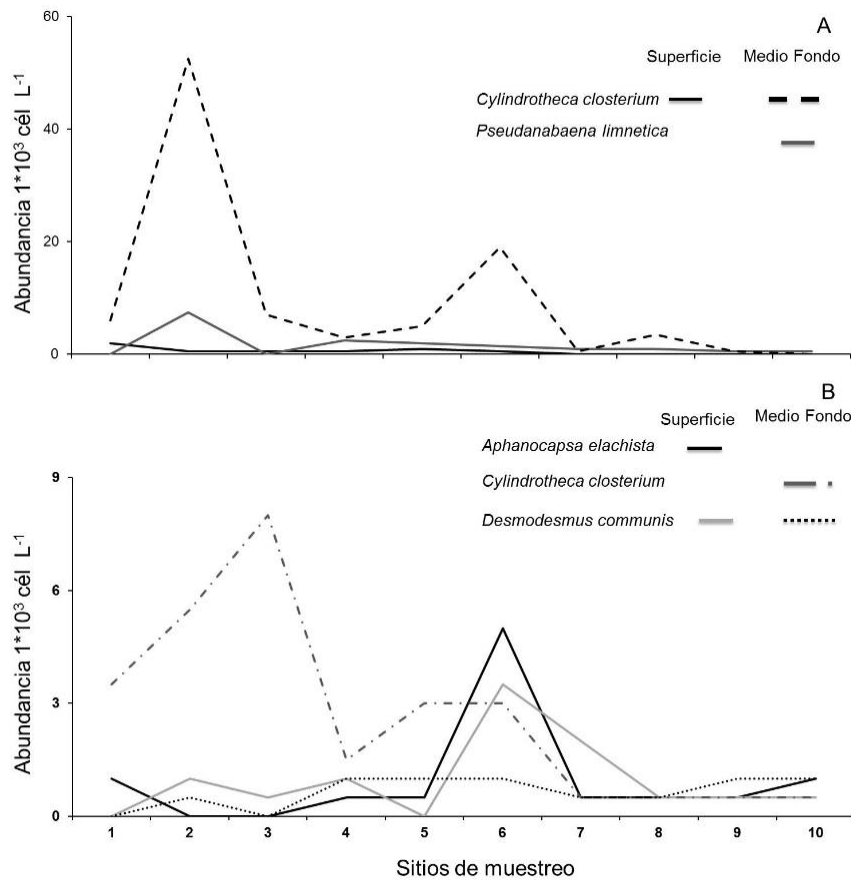 A
Superficie Medio Fondo
Cylindrotheca closterium
Pseudanabaena limnetica
60
40
20
0
Abundancia 1*10³ cél L⁻¹
B
Superficie Medio Fondo
Aphanocapsa elachista
Cylindrotheca closterium
Desmodesmus communis
9
6
3
0
Abundancia 1*10³ cél L⁻¹
1 2 3 4 5 6 7 8 9 10
Sitios de muestreo